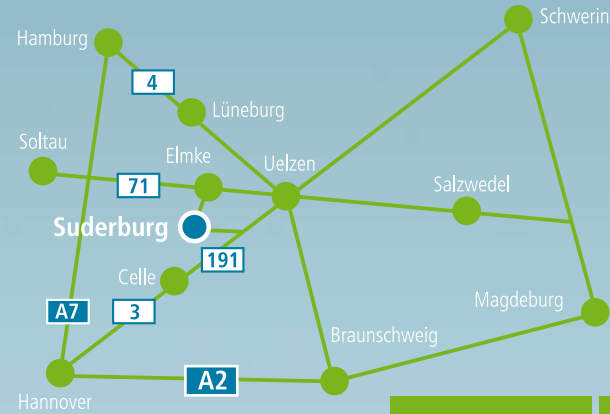 Schwerin
Hamburg
4
Lüneburg
Soltau
Elmke
Uelzen
71
Salzwedel
Suderburg
191
Celle
A7
3
Magdeburg
Braunschweig
A2
Hannover